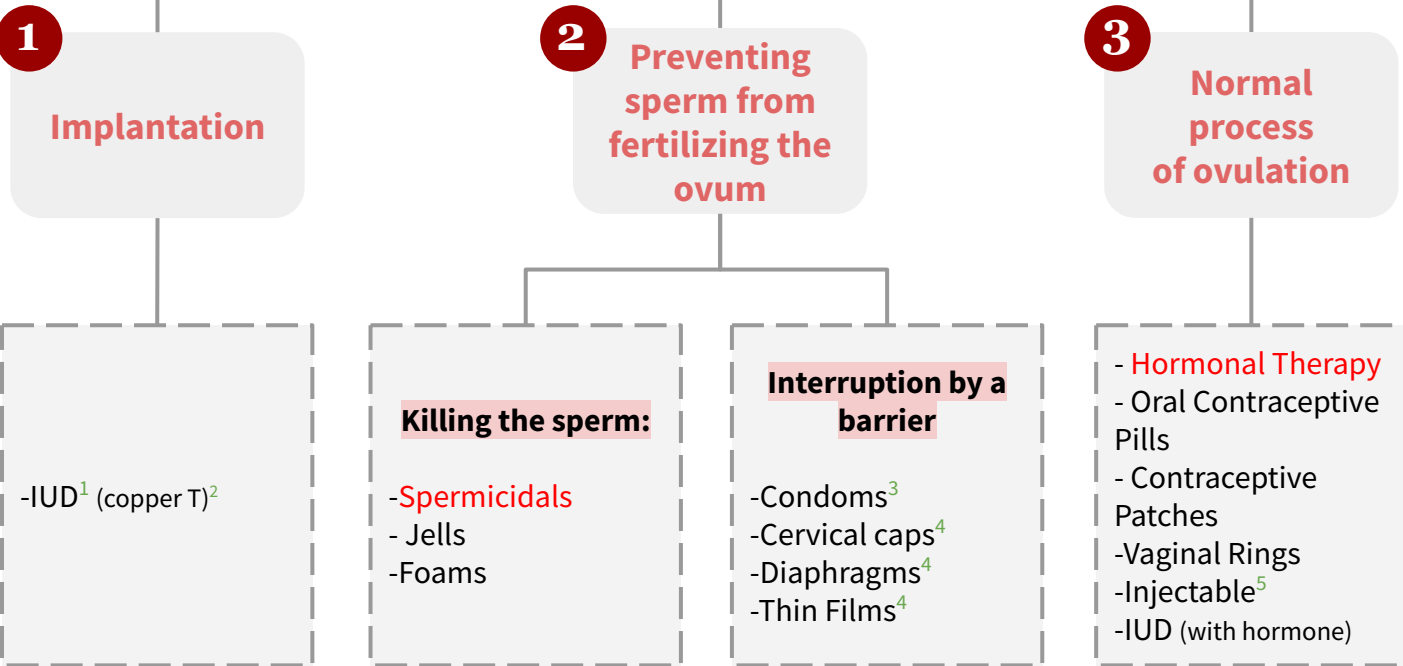 1
Implantation
-IUD1 (copper T)2
2
Preventing
sperm from
fertilizing the
ovum
Killing the sperm:
-Spermicidals
- Jells
-Foams
Interruption by a
barrier
-Condoms3
-Cervical caps4
-Diaphragms4
-Thin Films4
3
Normal
process
of ovulation
- Hormonal Therapy
- Oral Contraceptive
Pills
- Contraceptive
Patches
-Vaginal Rings
-Injectable5
-IUD (with hormone)